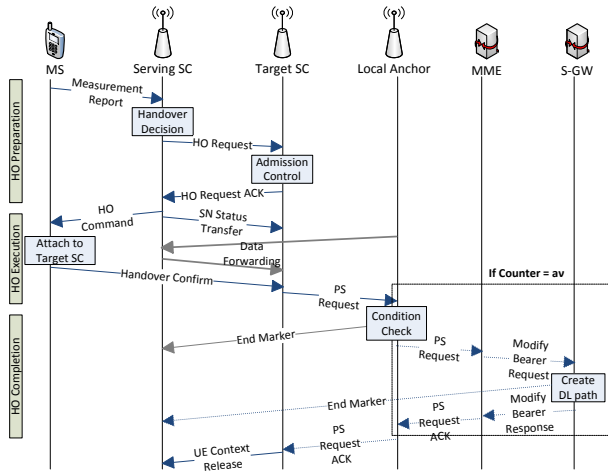 MS
Serving SC
Target SC
Local Anchor
MME
S-GW
HO Preparation
Measurement
Report
Handover
Decision
HO Request
Admission
Control
HO Request ACK
HO
Command
SN Status
Transfer
HO Execution
Attach to
Target SC
Data
Forwarding
Handover Confirm
PS
Request
If Counter = av
HO Completion
Condition
Check
End Marker
PS
Request
Modify
Bearer
Request
Create
DL path
End Marker
Modify
Bearer
Response
PS
Request
ACK
PS
Request
ACK
UE Context
Release